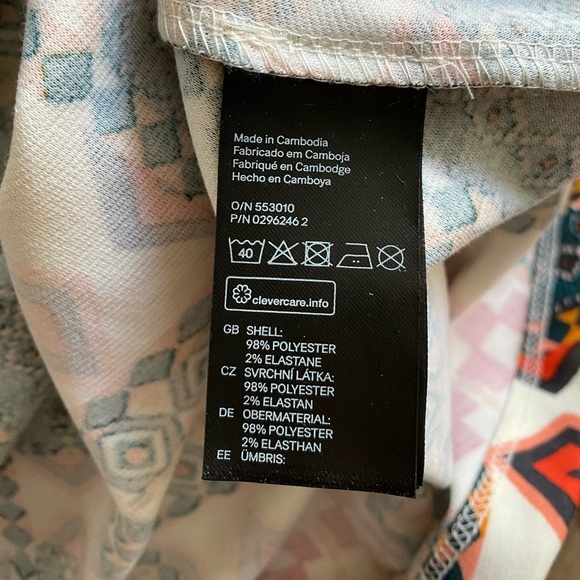 Made in Cambodia
Fabricado em Camboja
Fabriqué en Cambodge
Hecho en Camboya
O/N 553010
P/N 0296246 2
40
clevercare.info
GB SHELL:
98% POLYESTER
2% ELASTANE
CZ SVRCHNÍ LÁTKA:
98% POLYESTER
2% ELASTAN
DE OBERMATERIAL:
98% POLYESTER
2% ELASTHAN
EE ÜMBRIS: